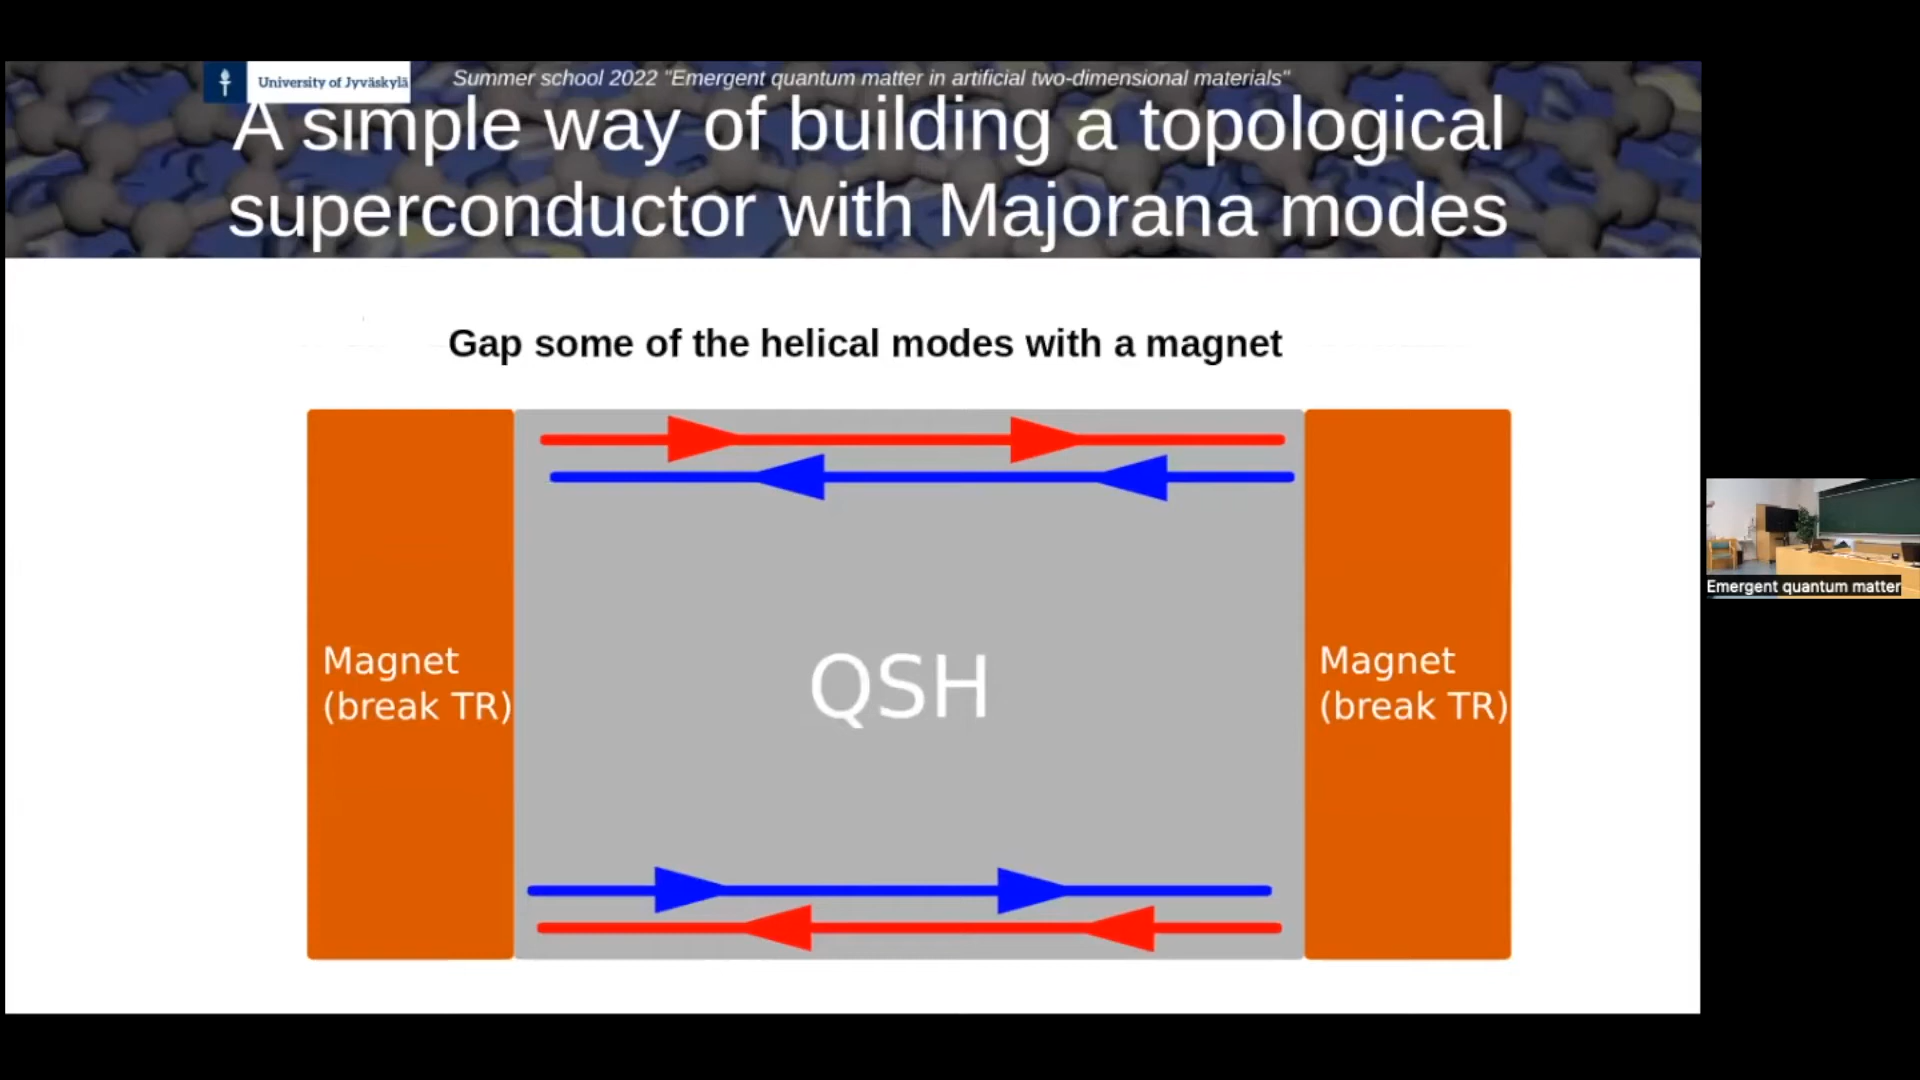 University of Jyväskylä
Summer school 2022 "Emergent quantum matter in artificial two-dimensional materials"
A simple way of building a topological
superconductor with Majorana modes
Gap some of the helical modes with a magnet
Magnet
(break TR)
QSH
Magnet
(break TR)
Emergent quantum matter